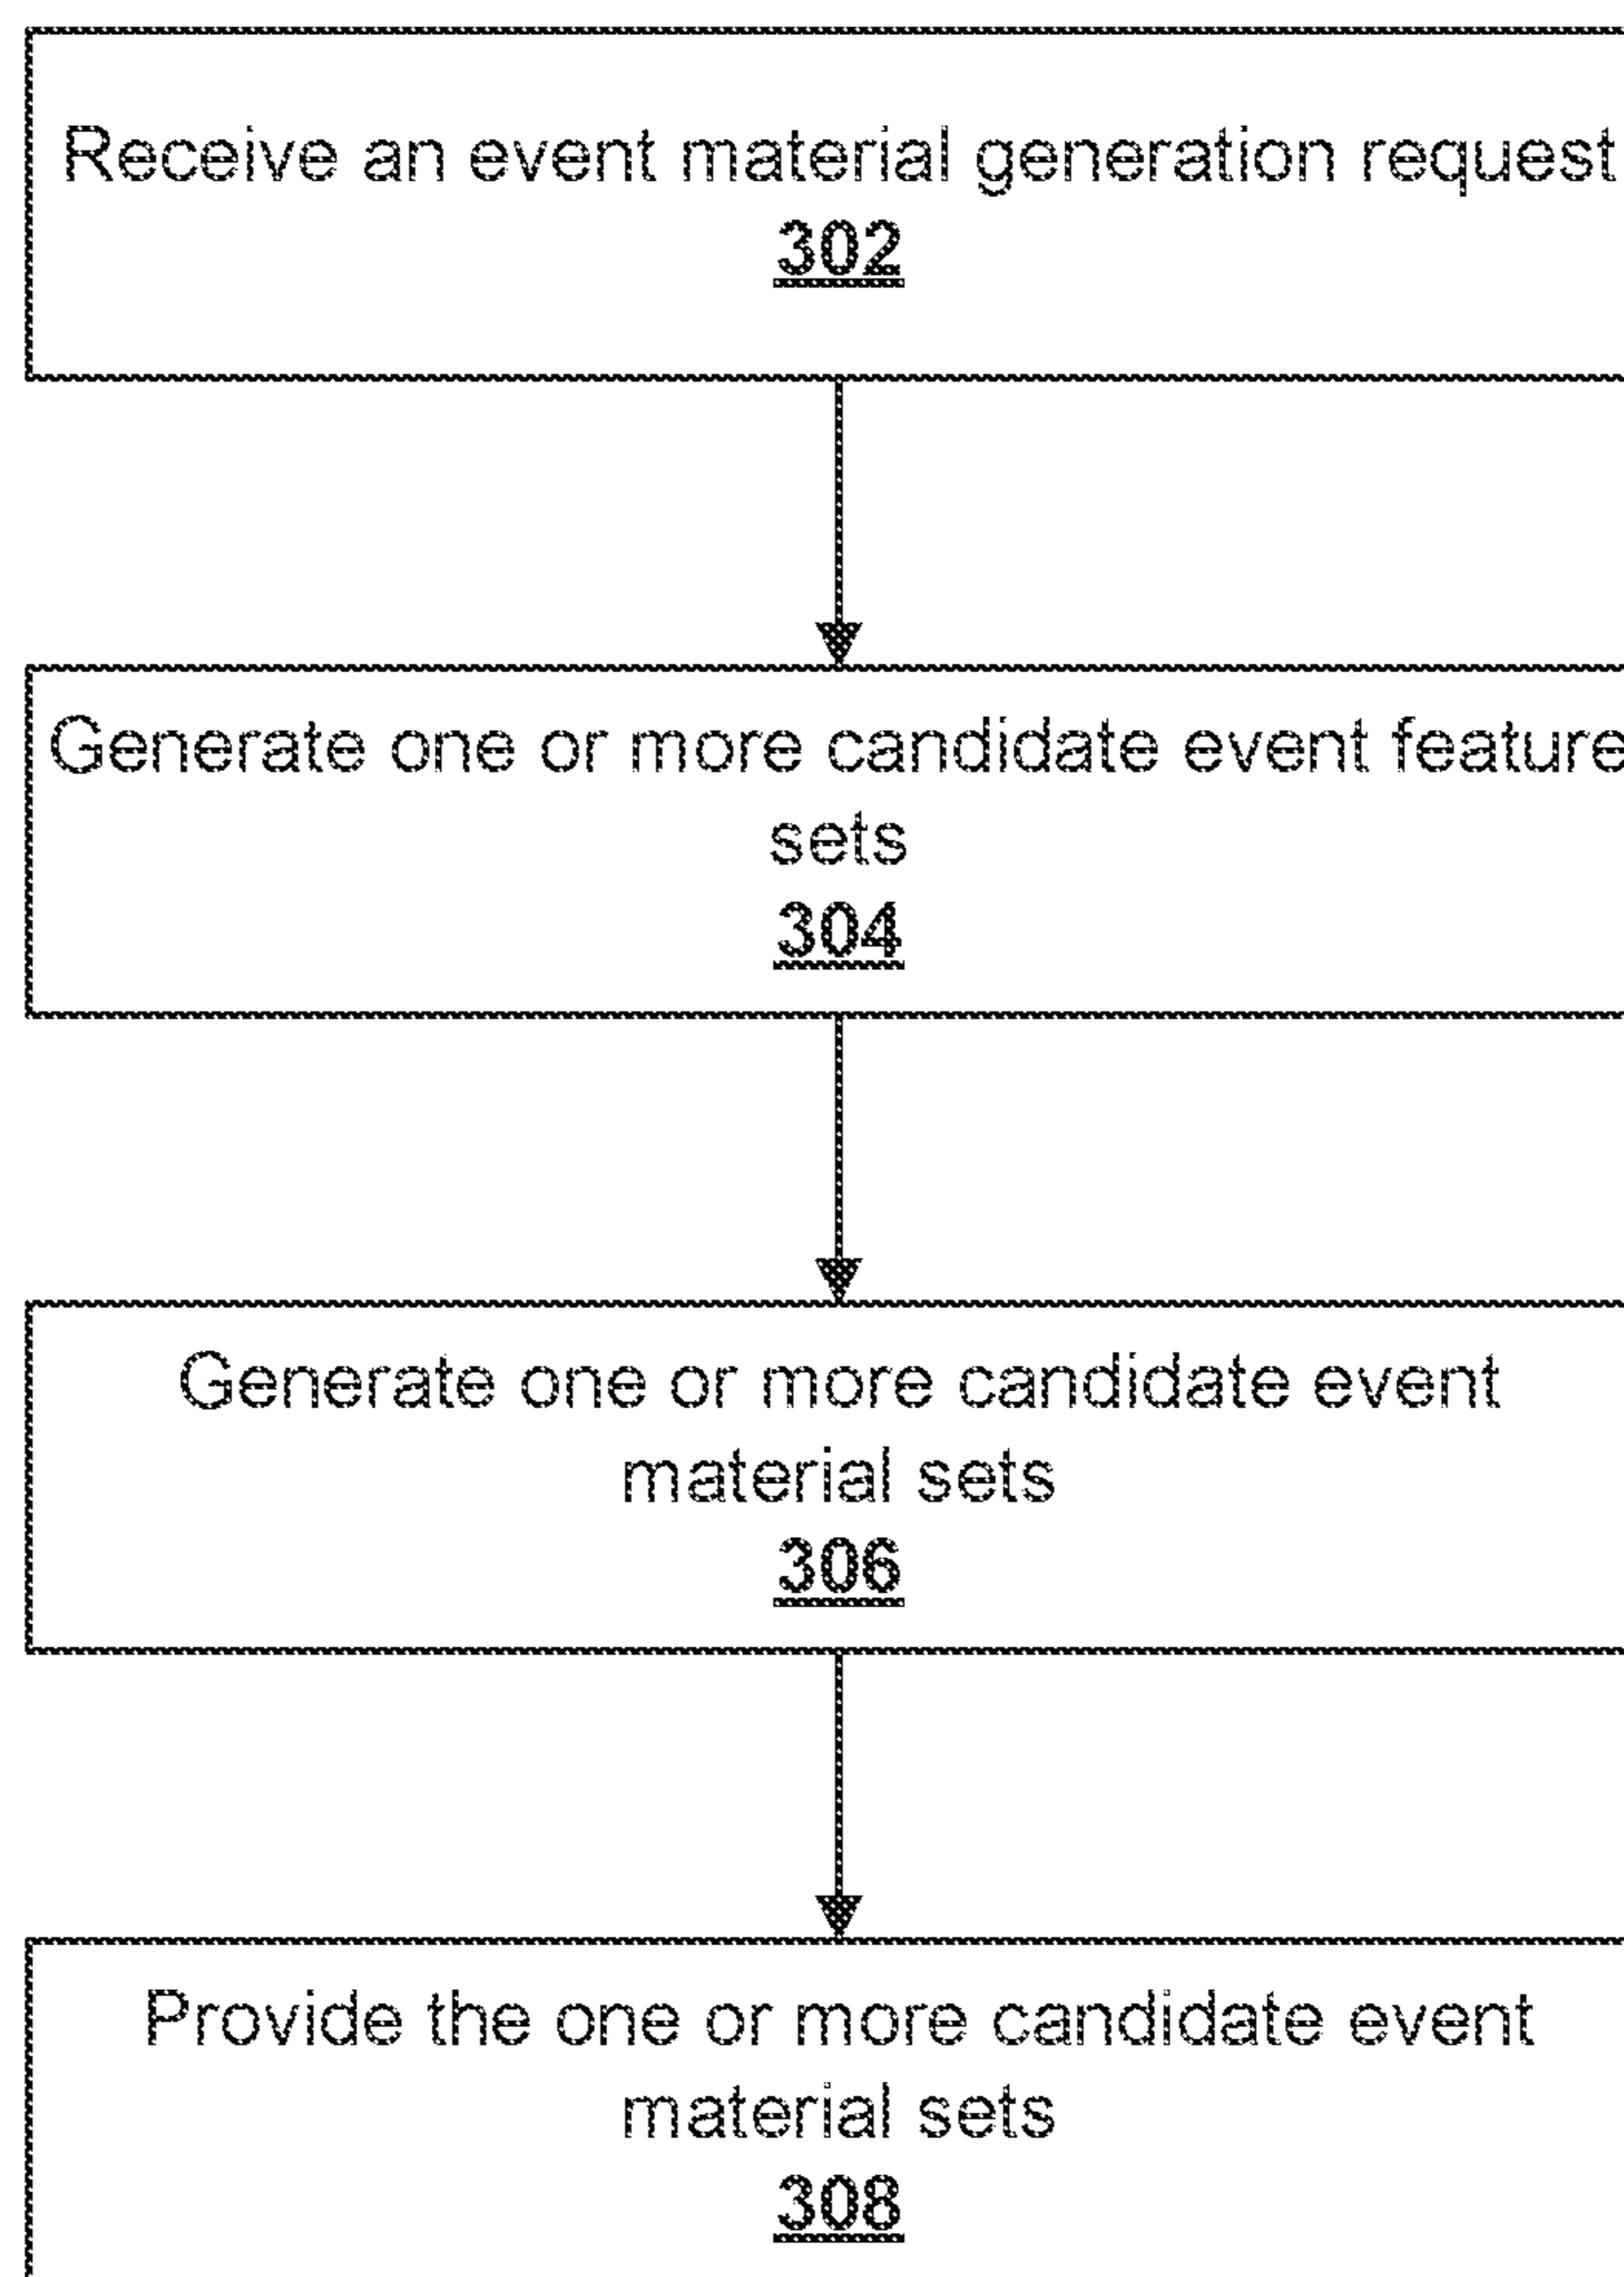 Receive an event material generation request
302
Generate one or more candidate event feature
sets
304
Generate one or more candidate event
material sets
306
Provide the one or more candidate event
material sets
308